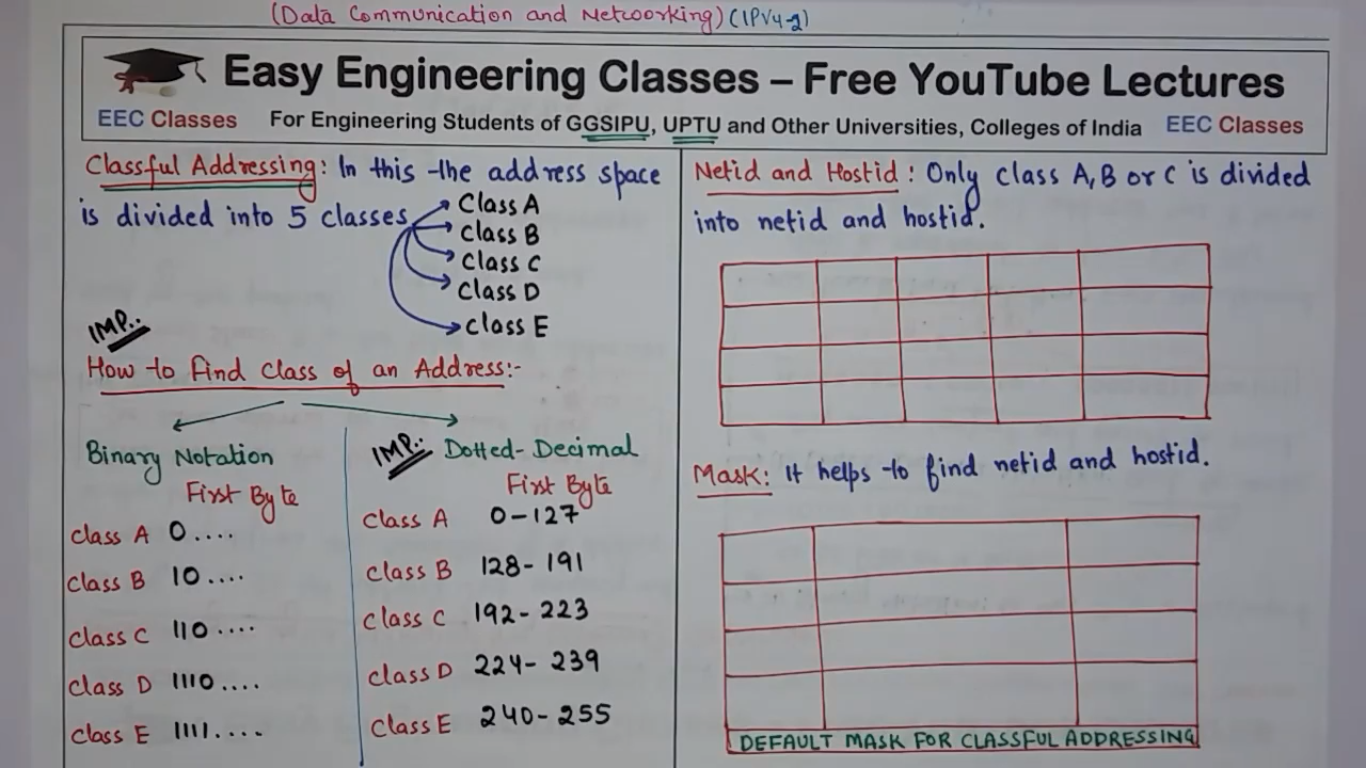 (Data Communication and Networking) (IPV4-2)
Easy Engineering Classes – Free YouTube Lectures
EEC Classes For Engineering Students of GGSIPU, UPTU and Other Universities, Colleges of India EEC Classes
Classful Addressing: In this the address space
is divided into 5 classes
Class A
Class B
Class C
Class D
Class E
IMP.:
How to find class of an Address:-
Binary Notation
First Byte
Class A 0....
Class B 10....
Class C 110....
Class D 1110....
Class E 1111....
IMP.: Dotted-Decimal
First Byte
Class A 0-127
Class B 128-191
Class C 192-223
Class D 224-239
Class E 240-255
Netid and Hostid: Only class A, B or C is divided
into netid and hostid.
Mask: It helps to find netid and hostid.
DEFAULT MASK FOR CLASSFUL ADDRESSING